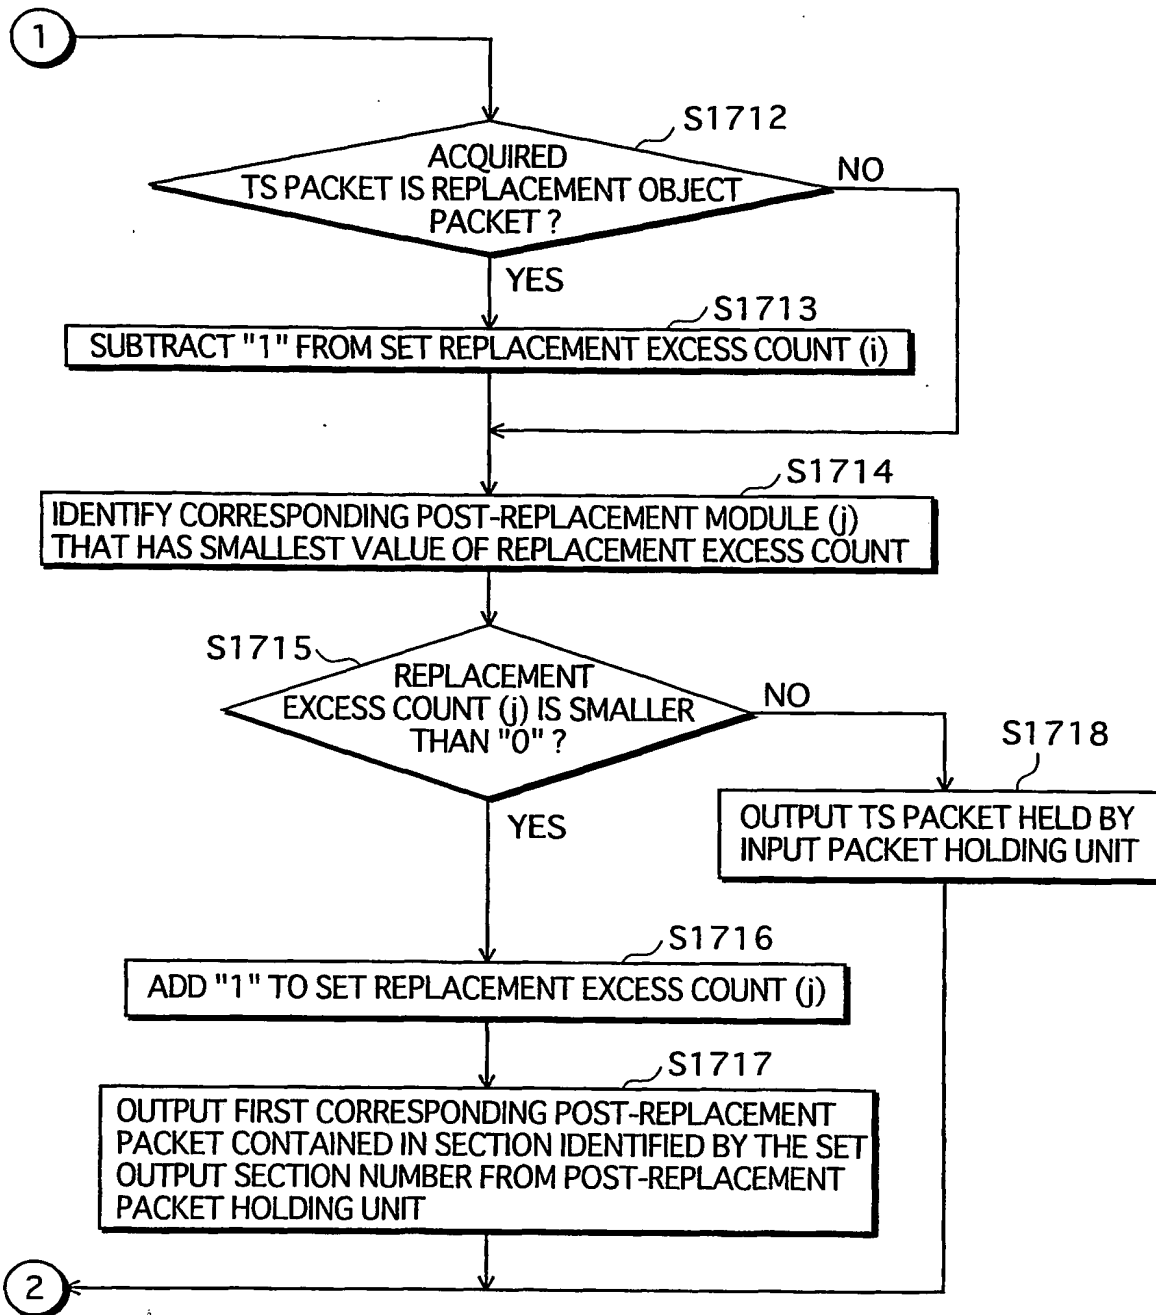 1
S1712
ACQUIRED
TS PACKET IS REPLACEMENT OBJECT
PACKET ?
NO
YES
S1713
SUBTRACT "1" FROM SET REPLACEMENT EXCESS COUNT (i)
S1714
IDENTIFY CORRESPONDING POST-REPLACEMENT MODULE (j)
THAT HAS SMALLEST VALUE OF REPLACEMENT EXCESS COUNT
S1715
REPLACEMENT
EXCESS COUNT (j) IS SMALLER
THAN "0" ?
NO
YES
S1718
OUTPUT TS PACKET HELD BY
INPUT PACKET HOLDING UNIT
S1716
ADD "1" TO SET REPLACEMENT EXCESS COUNT (j)
S1717
OUTPUT FIRST CORRESPONDING POST-REPLACEMENT
PACKET CONTAINED IN SECTION IDENTIFIED BY THE SET
OUTPUT SECTION NUMBER FROM POST-REPLACEMENT
PACKET HOLDING UNIT
2